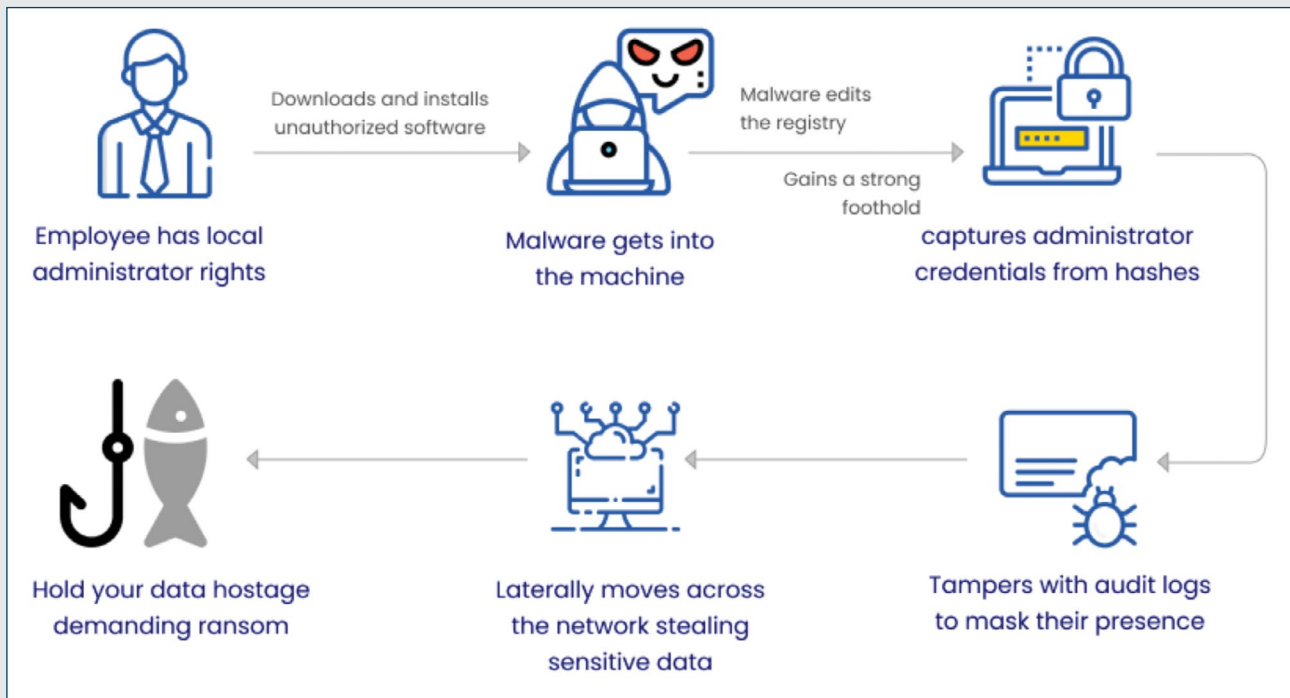 Downloads and installs
unauthorized software
Malware edits
the registry
Gains a strong
foothold
Employee has local
administrator rights
Malware gets into
the machine
captures administrator
credentials from hashes
Hold your data hostage
demanding ransom
Laterally moves across
the network stealing
sensitive data
Tampers with audit logs
to mask their presence